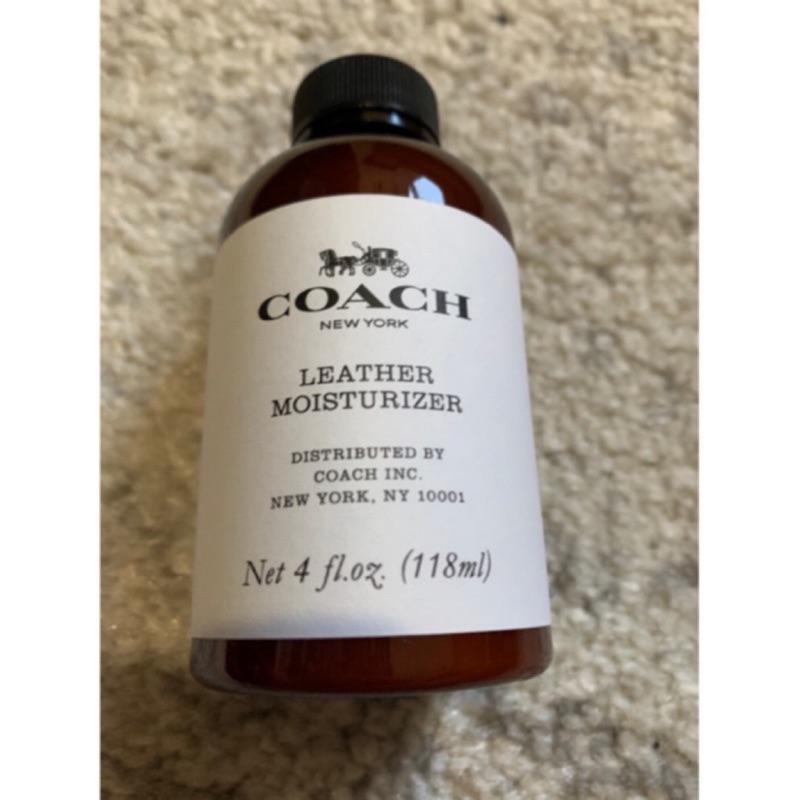 COACH
NEW YORK
LEATHER
MOISTURIZER
DISTRIBUTED BY
COACH INC.
NEW YORK, NY 10001
Net 4 fl.oz. (118ml)